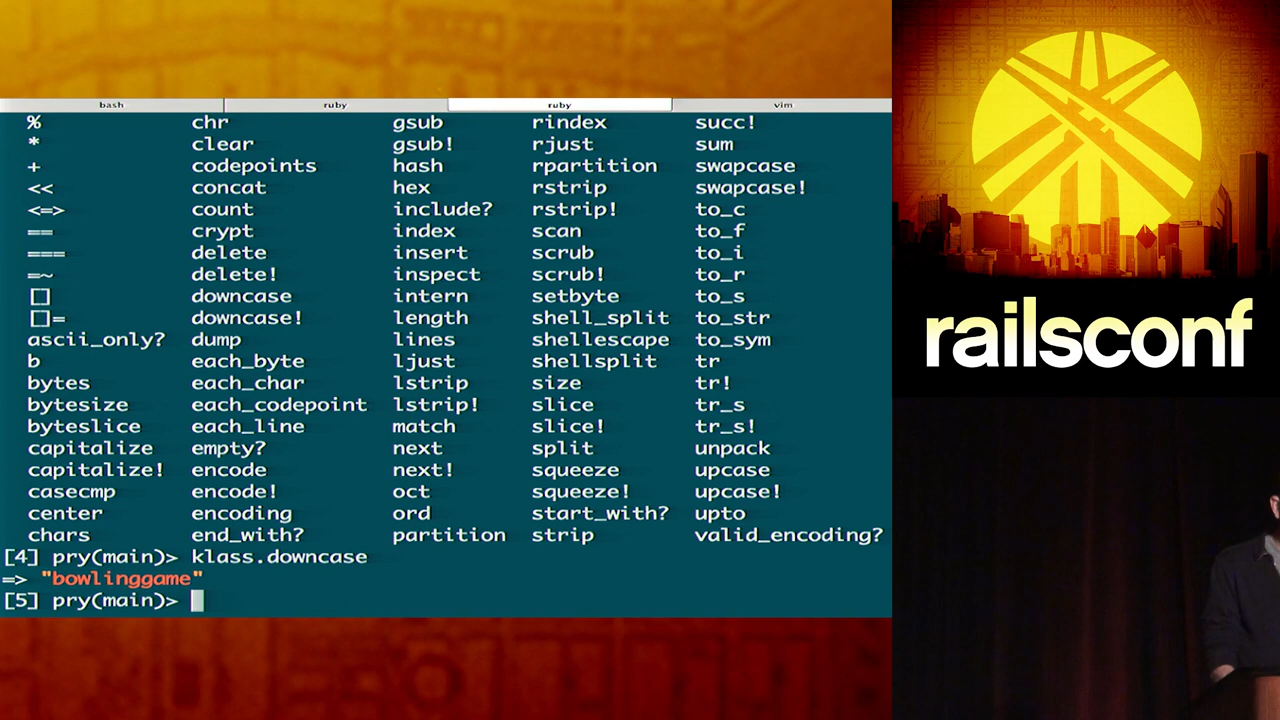 bash ruby ruby vim
% chr gsub rindex succ!
* clear gsub! rjust sum
+ codepoints hash rpartition swapcase
<< concat hex rstrip swapcase!
<=> count include? rstrip! to_c
== crypt index scan to_f
=== delete insert scrub to_i
=~ delete! inspect scrub! to_r
[] downcase intern setbyte to_s
[]= downcase! length shell_split to_str
ascii_only? dump lines shellescape to_sym
b each_byte ljust shellsplit tr
bytes each_char lstrip size tr!
bytesize each_codepoint lstrip! slice tr_s
byteslice each_line match slice! tr_s!
capitalize empty? next split unpack
capitalize! encode next! squeeze upcase
casecmp encode! oct squeeze! upcase!
center encoding ord start_with? upto
chars end_with? partition strip valid_encoding?
[4] pry(main)> klass.downcase
=> "bowlinggame"
[5] pry(main)>
railsconf